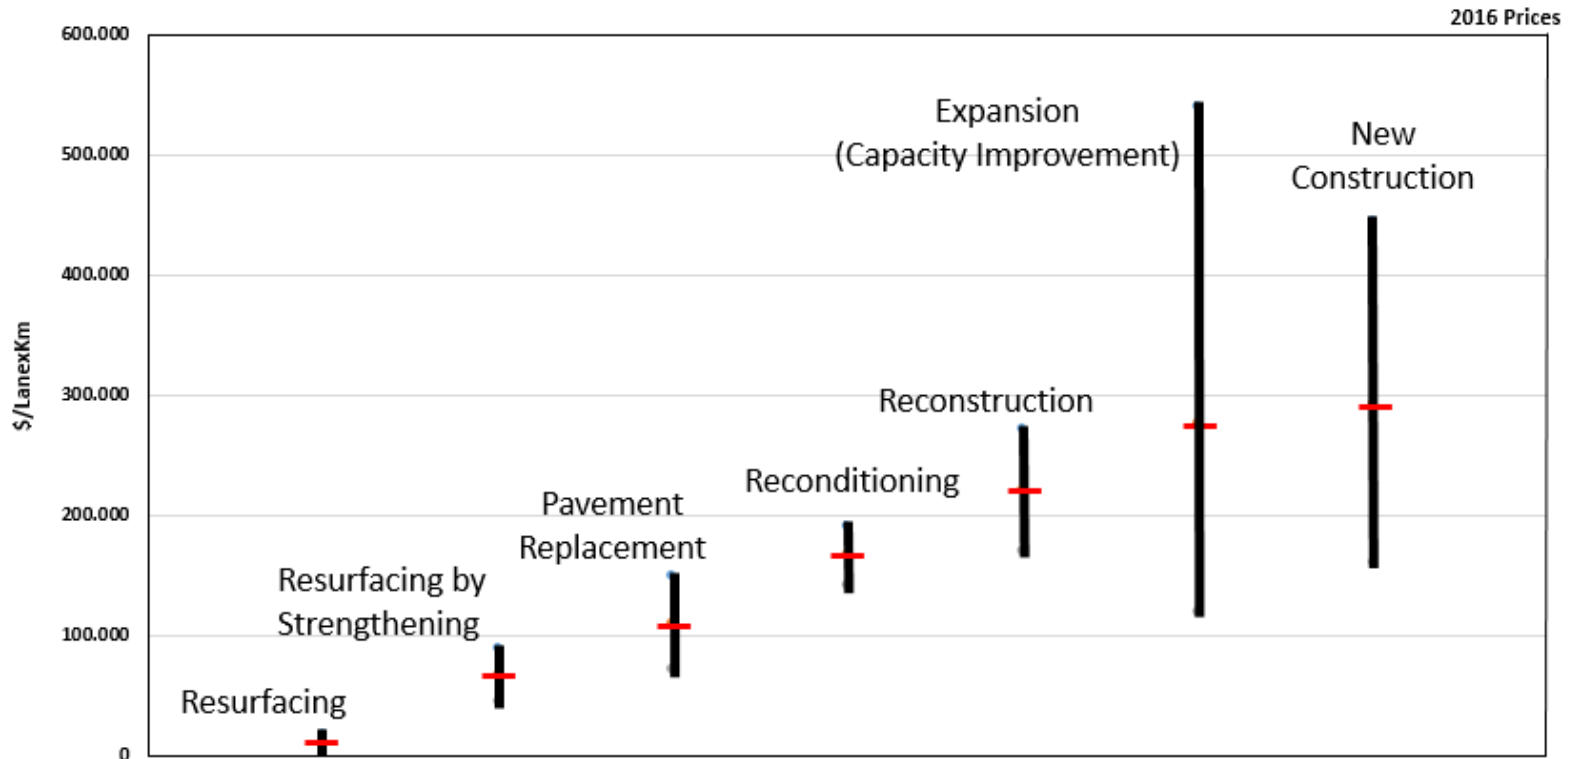 2016 Prices
600.000
500.000
400.000
300.000
200.000
100.000
0
$/LanexKm
Expansion
(Capacity Improvement)
New
Construction
Reconstruction
Reconditioning
Pavement
Replacement
Resurfacing by
Strengthening
Resurfacing